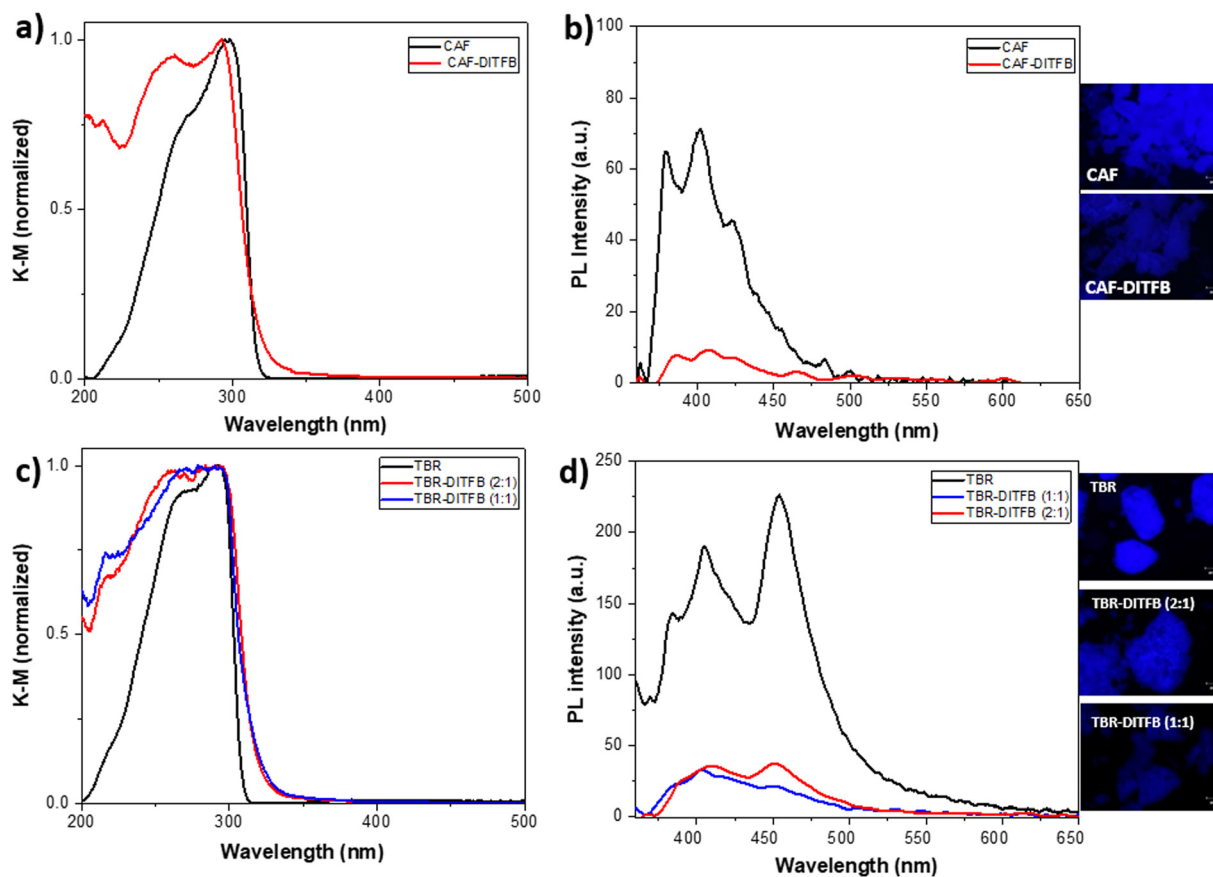 a)
1.0
0.5
0.0
K-M (normalized)
CAF
CAF-DITFB
200
300
400
500
Wavelength (nm)
b)
100
80
60
40
20
0
PL Intensity (a.u.)
CAF
CAF-DITFB
400
450
500
550
600
650
Wavelength (nm)
CAF
CAF-DITFB
c)
1.0
0.5
0.0
K-M (normalized)
TBR
TBR-DITFB (2:1)
TBR-DITFB (1:1)
200
300
400
500
Wavelength (nm)
d)
250
200
150
100
50
0
PL intensity (a.u.)
TBR
TBR-DITFB (1:1)
TBR-DITFB (2:1)
400
450
500
550
600
650
Wavelength (nm)
TBR
TBR-DITFB (2:1)
TBR-DITFB (1:1)